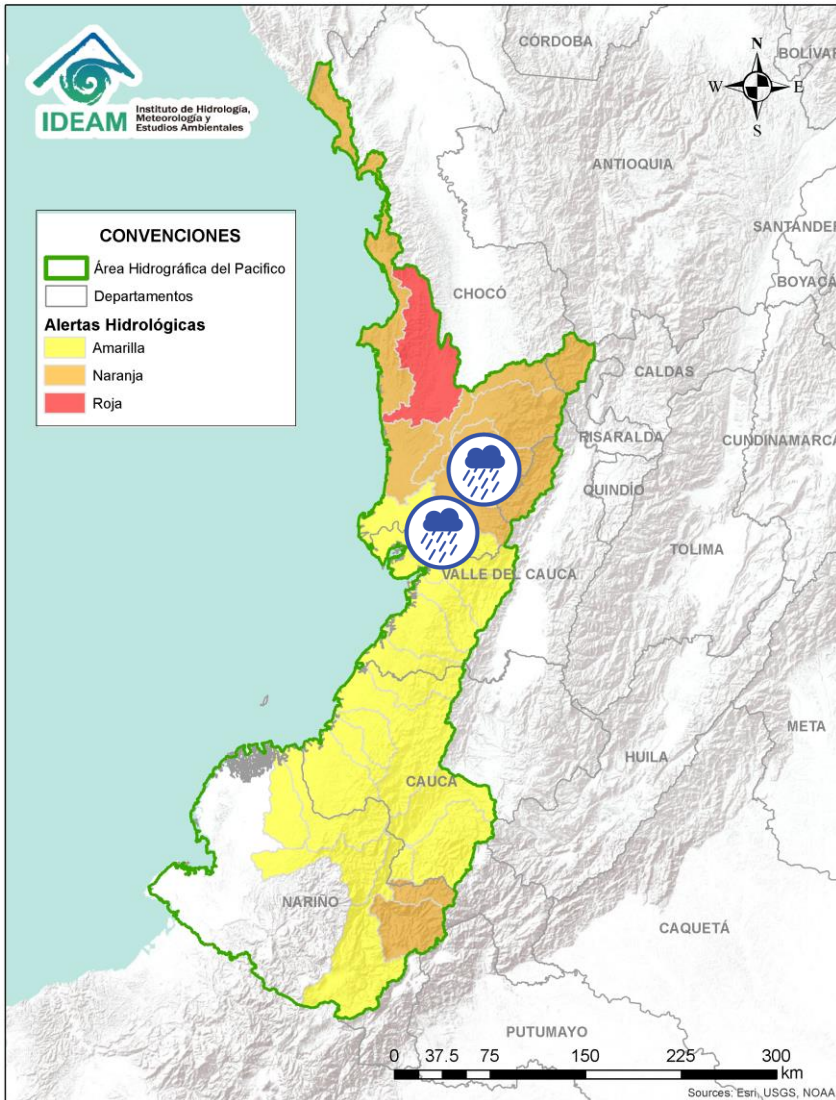 IDEAM
Instituto de Hidrología,
Meteorología y
Estudios Ambientales
N
W
E
S
CÓRDOBA
BOLÍVAR
ANTIOQUIA
SANTANDER
BOYACÁ
CHOCÓ
CALDAS
RISARALDA
CUNDINAMARCA
QUINDÍO
TOLIMA
VALLE DEL CAUCA
META
HUILA
CAUCA
NARIÑO
CAQUETÁ
PUTUMAYO
CONVENCIONES
Área Hidrográfica del Pacifico
Departamentos
Alertas Hidrológicas
Amarilla
Naranja
Roja
0 37.5 75 150 225 300
km
Sources: Esri, USGS, NOAA